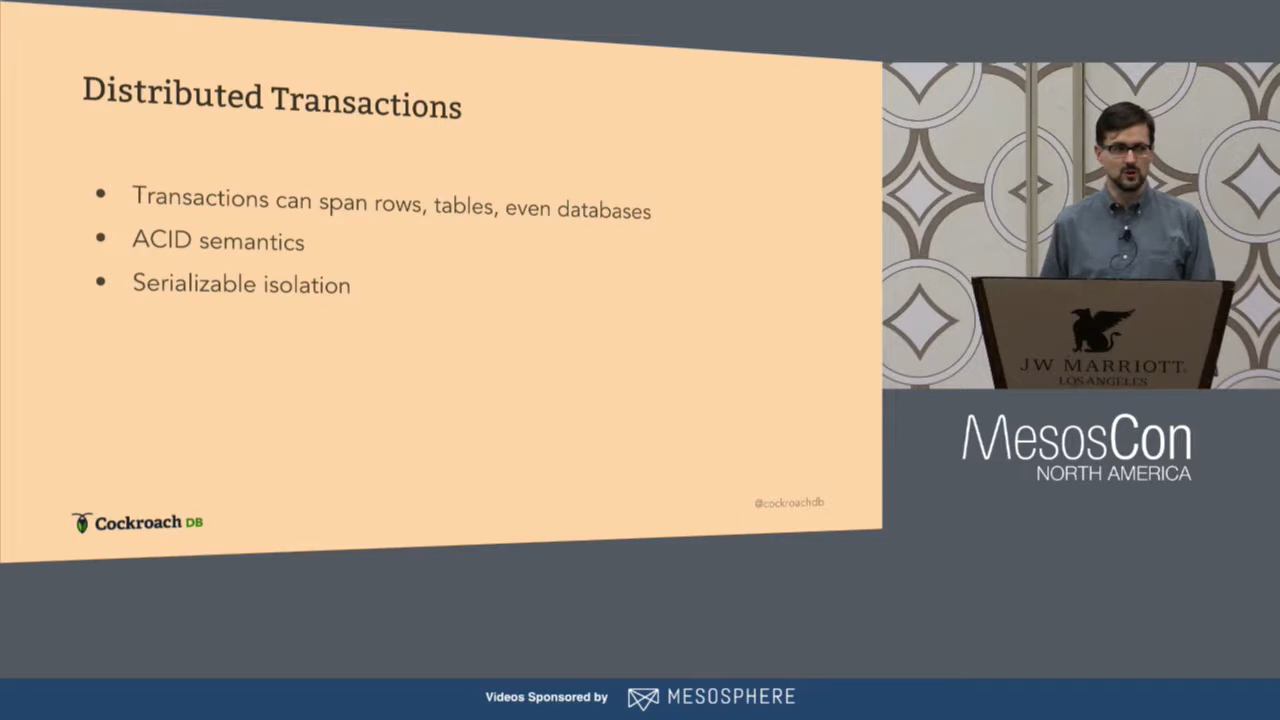 Distributed Transactions
• Transactions can span rows, tables, even databases
• ACID semantics
• Serializable isolation
@cockroachdb
Cockroach DB
JW MARRIOTT
LOS ANGELES
MesosCon
NORTH AMERICA
Videos Sponsored by MESOSPHERE